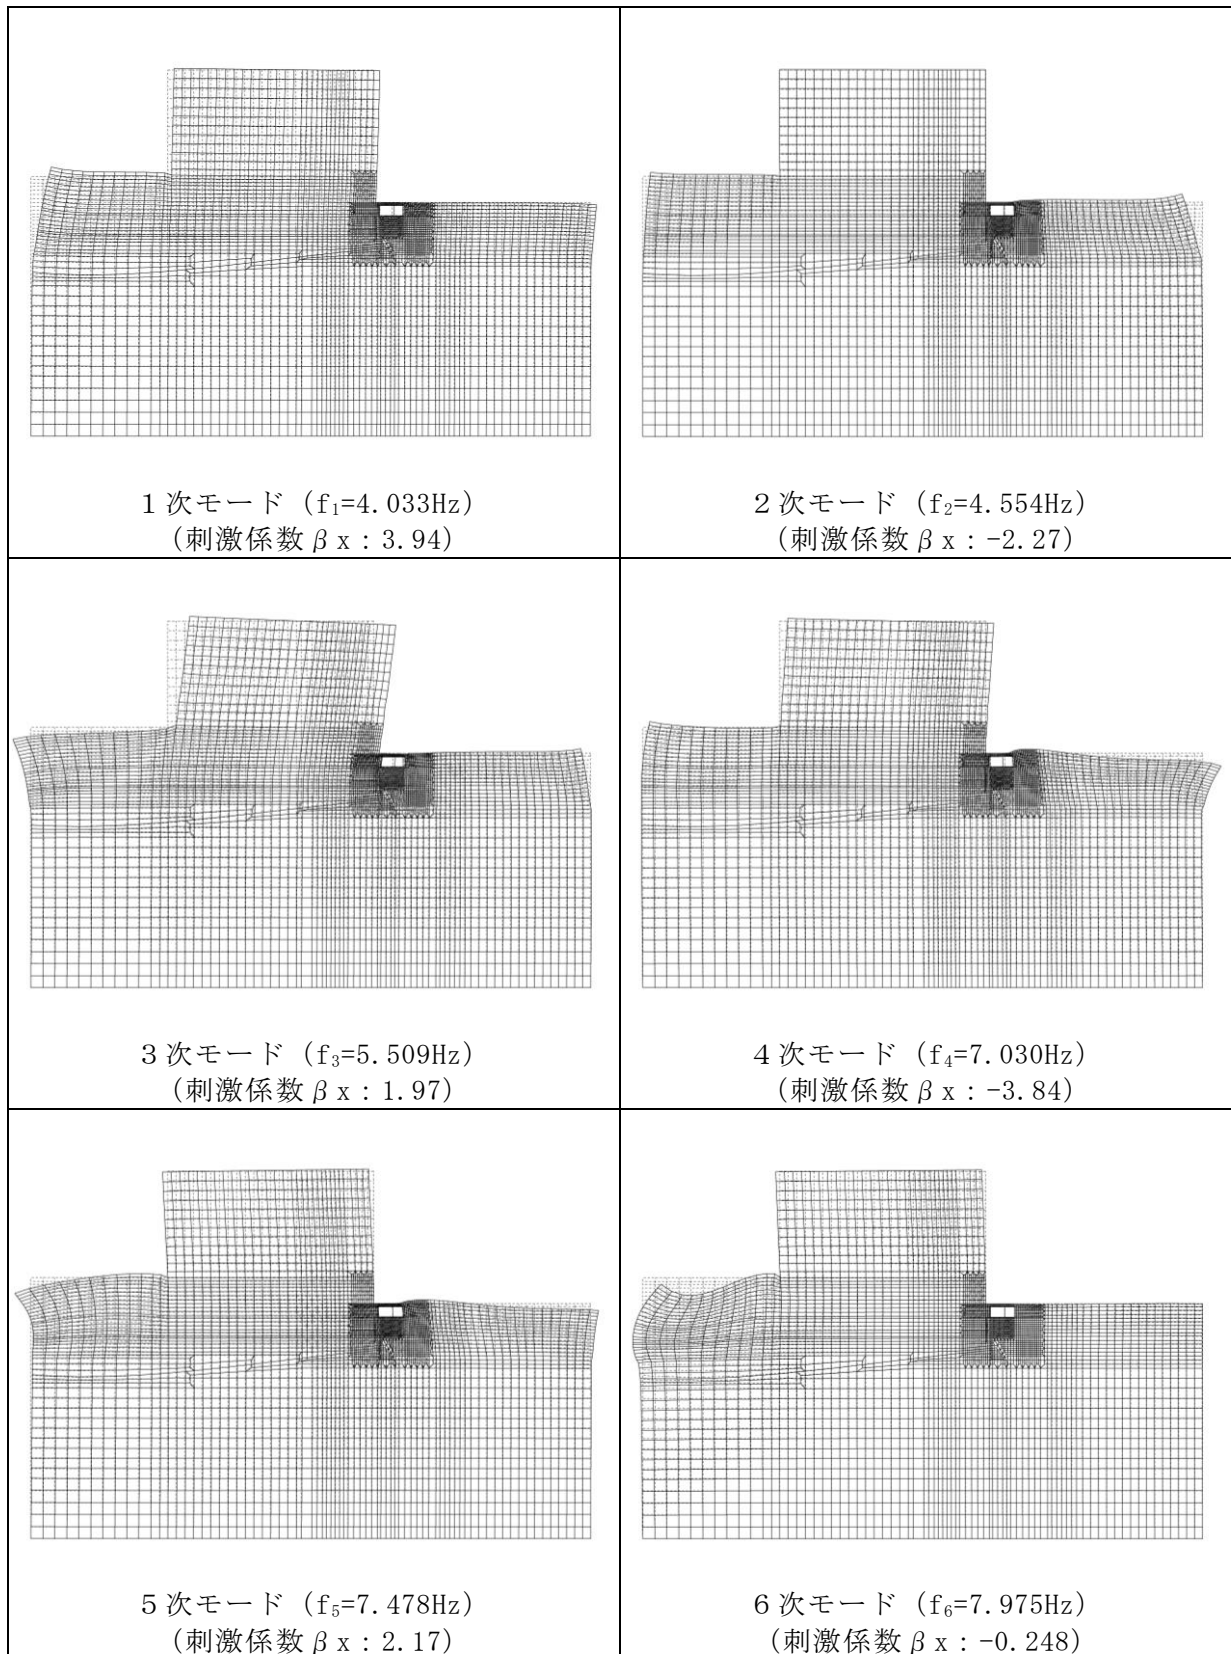 1次モード（f₁=4.033Hz）
（刺激係数βx：3.94）
2次モード（f₂=4.554Hz）
（刺激係数βx：-2.27）
3次モード（f₃=5.509Hz）
（刺激係数βx：1.97）
4次モード（f₄=7.030Hz）
（刺激係数βx：-3.84）
5次モード（f₅=7.478Hz）
（刺激係数βx：2.17）
6次モード（f₆=7.975Hz）
（刺激係数βx：-0.248）